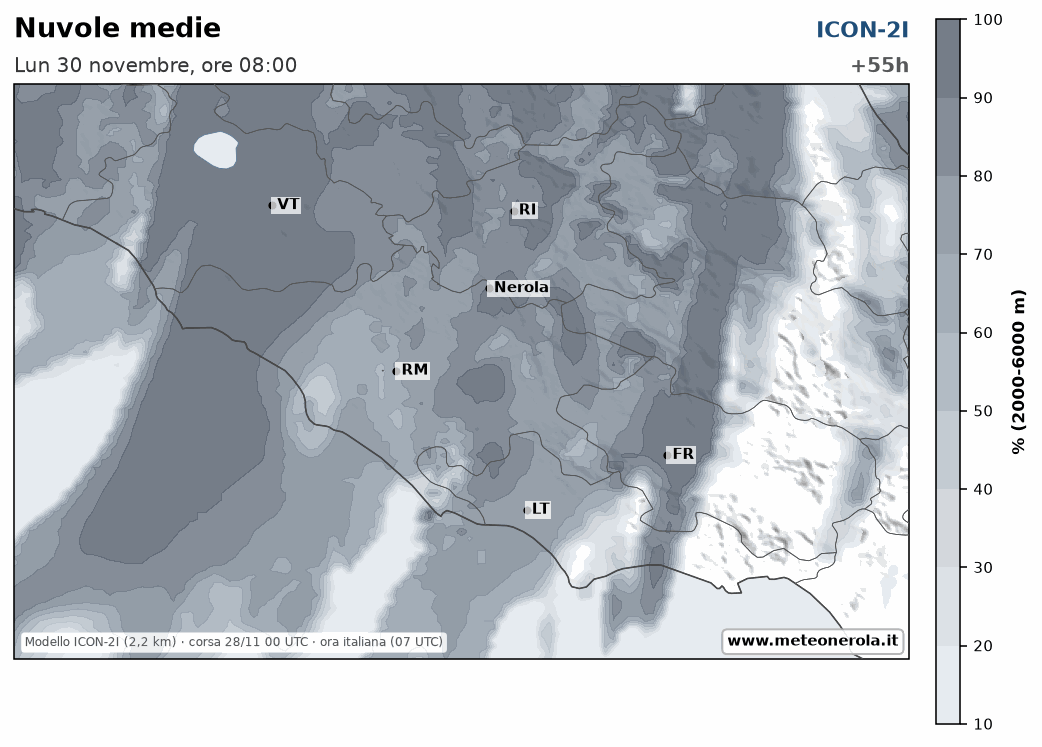 Nuvole medie
ICON-2I
Lun 30 novembre, ore 08:00
+55h
VT
RI
Nerola
RM
FR
LT
Modello ICON-2I (2,2 km) · corsa 28/11 00 UTC · ora italiana (07 UTC)
www.meteonerola.it
100
90
80
70
60
50
40
30
20
10
% (2000-6000 m)